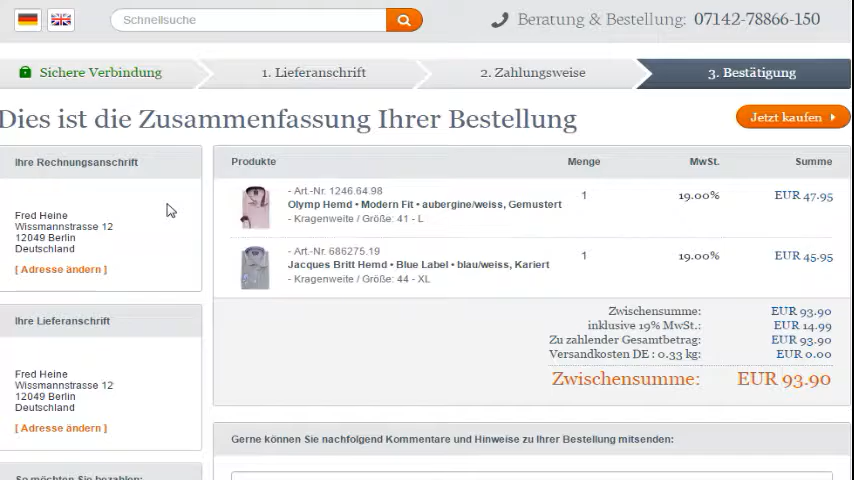 Schnellsuche
Beratung & Bestellung: 07142-78866-150
Sichere Verbindung
1. Lieferanschrift
2. Zahlungsweise
3. Bestätigung
Dies ist die Zusammenfassung Ihrer Bestellung
Jetzt kaufen
Ihre Rechnungsanschrift
Fred Heine
Wissmannstrasse 12
12049 Berlin
Deutschland
[ Adresse ändern ]
Ihre Lieferanschrift
Fred Heine
Wissmannstrasse 12
12049 Berlin
Deutschland
[ Adresse ändern ]
So möchten Sie bezahlen:
Produkte Menge MwSt. Summe
- Art.-Nr. 1246.64.98
Olymp Hemd • Modern Fit • aubergine/weiss, Gemustert 1 19.00% EUR 47.95
- Kragenweite / Größe: 41 - L
- Art.-Nr. 686275.19
Jacques Britt Hemd • Blue Label • blau/weiss, Kariert 1 19.00% EUR 45.95
- Kragenweite / Größe: 44 - XL
Zwischensumme: EUR 93.90
inklusive 19% MwSt.: EUR 14.99
Zu zahlender Gesamtbetrag: EUR 93.90
Versandkosten DE : 0.33 kg: EUR 0.00
Zwischensumme: EUR 93.90
Gerne können Sie nachfolgend Kommentare und Hinweise zu Ihrer Bestellung mitsenden: